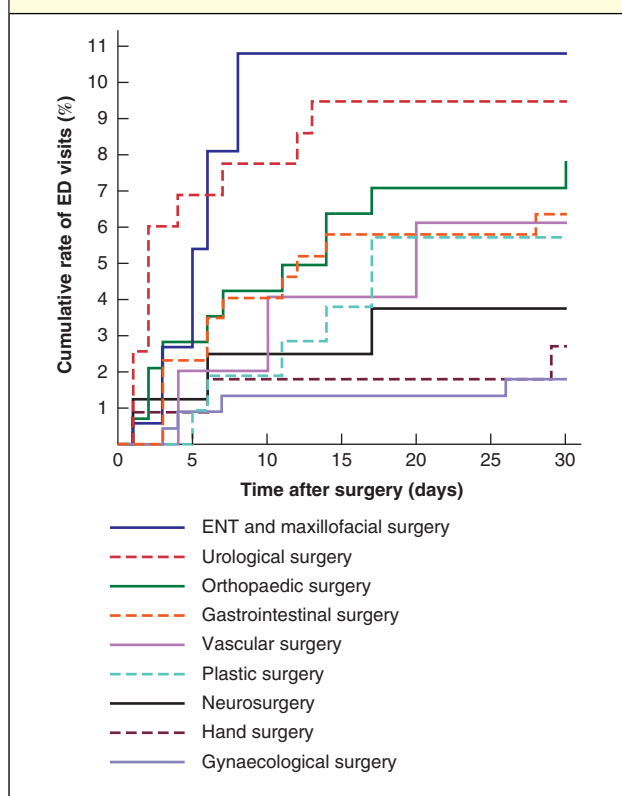 11
10
9
8
7
6
5
4
3
2
1
Cumulative rate of ED visits (%)
0 5 10 15 20 25 30
Time after surgery (days)
ENT and maxillofacial surgery
Urological surgery
Orthopaedic surgery
Gastrointestinal surgery
Vascular surgery
Plastic surgery
Neurosurgery
Hand surgery
Gynaecological surgery